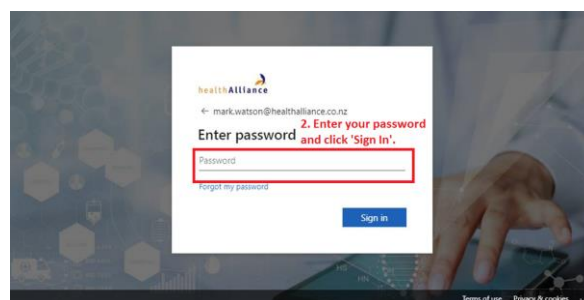 healthAlliance
← mark.watson@healthalliance.co.nz
Enter password
2. Enter your password
and click 'Sign In'.
Password
Forgot my password
Sign in
Terms of use Privacy & cookies